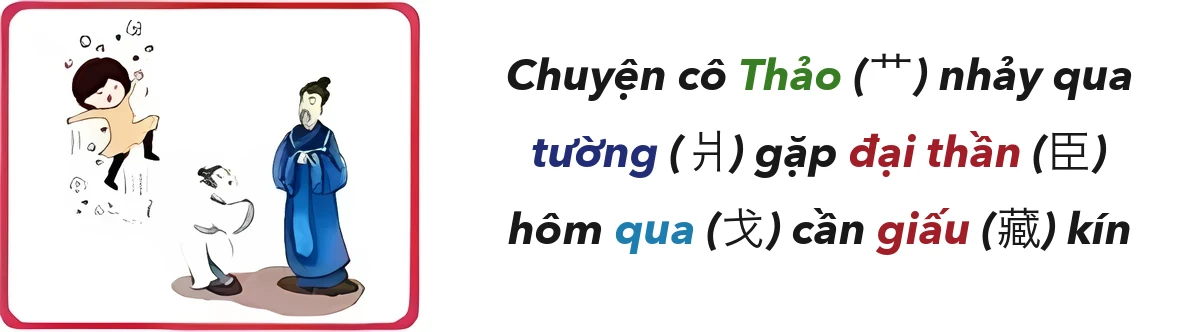 Chuyện cô Thảo (艹) nhảy qua
tường (爿) gặp đại thần (臣)
hôm qua (戈) cần giấu (藏) kín